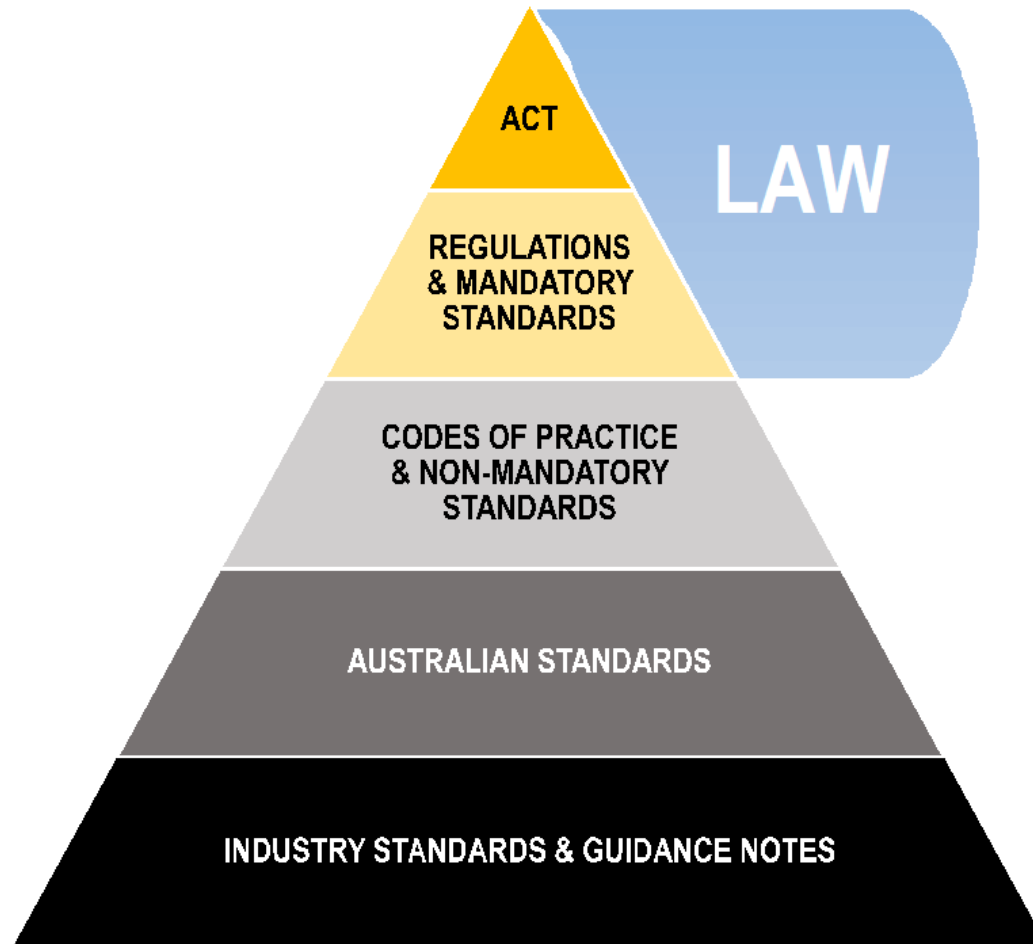 ACT
LAW
REGULATIONS
& MANDATORY
STANDARDS
CODES OF PRACTICE
& NON-MANDATORY
STANDARDS
AUSTRALIAN STANDARDS
INDUSTRY STANDARDS & GUIDANCE NOTES